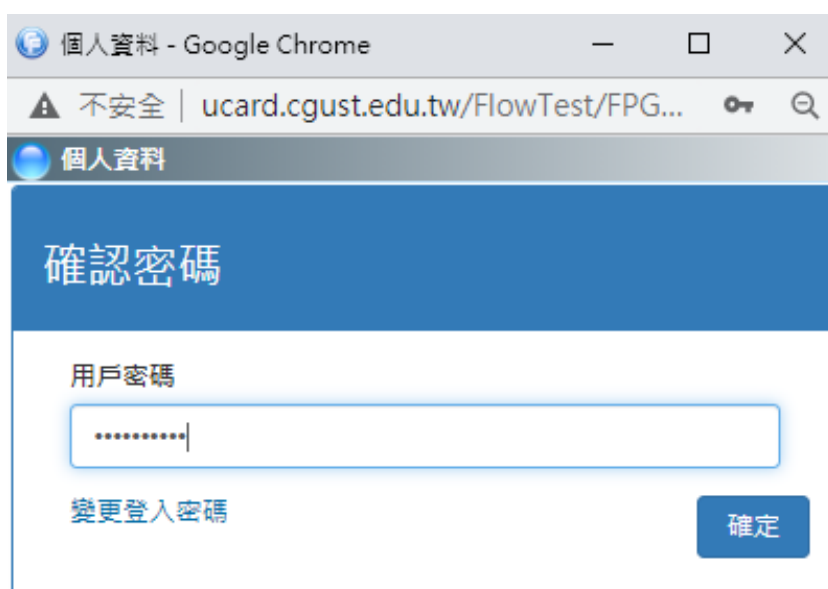 個人資料 - Google Chrome
不安全 | ucard.cgust.edu.tw/FlowTest/FPG...
個人資料
確認密碼
用戶密碼
••••••••••
變更登入密碼
確定